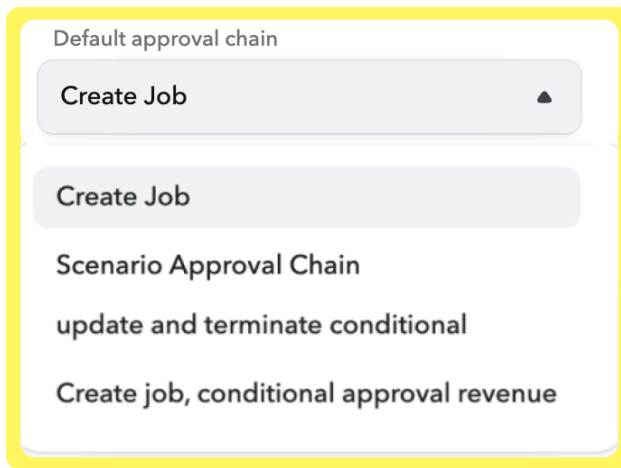 Default approval chain
Create Job
Create Job
Scenario Approval Chain
update and terminate conditional
Create job, conditional approval revenue